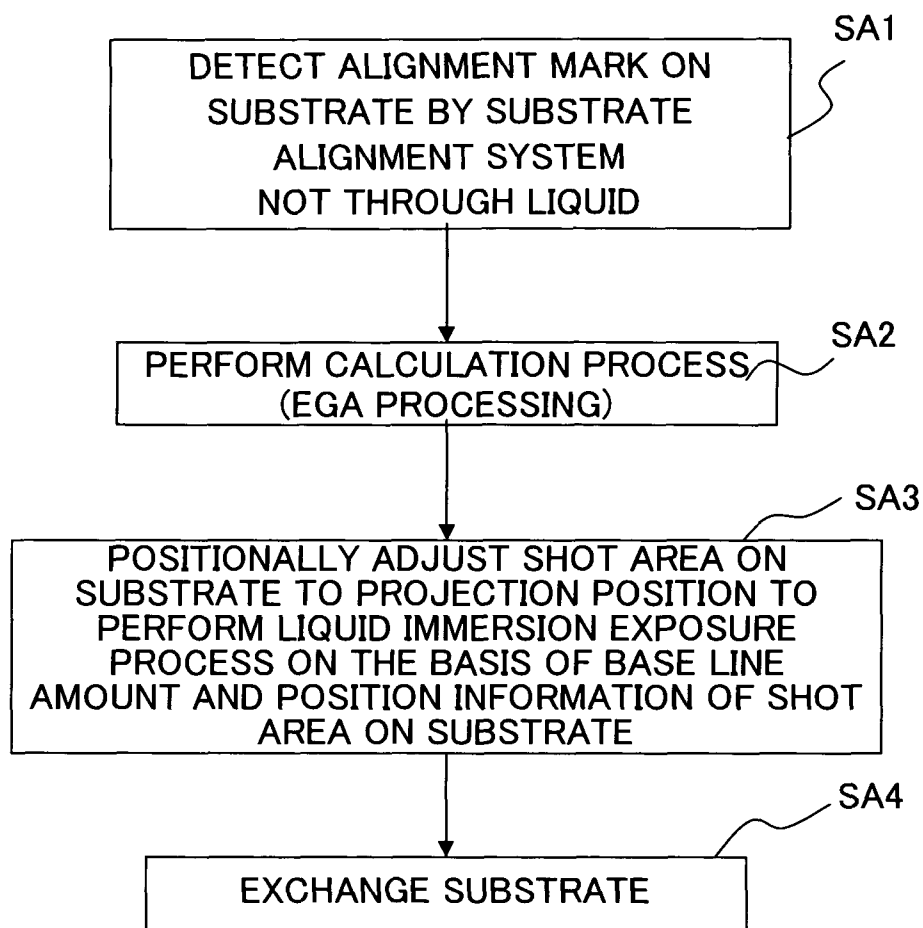 SA1
DETECT ALIGNMENT MARK ON
SUBSTRATE BY SUBSTRATE
ALIGNMENT SYSTEM
NOT THROUGH LIQUID
SA2
PERFORM CALCULATION PROCESS
(EGA PROCESSING)
SA3
POSITIONALLY ADJUST SHOT AREA ON
SUBSTRATE TO PROJECTION POSITION TO
PERFORM LIQUID IMMERSION EXPOSURE
PROCESS ON THE BASIS OF BASE LINE
AMOUNT AND POSITION INFORMATION OF SHOT
AREA ON SUBSTRATE
SA4
EXCHANGE SUBSTRATE